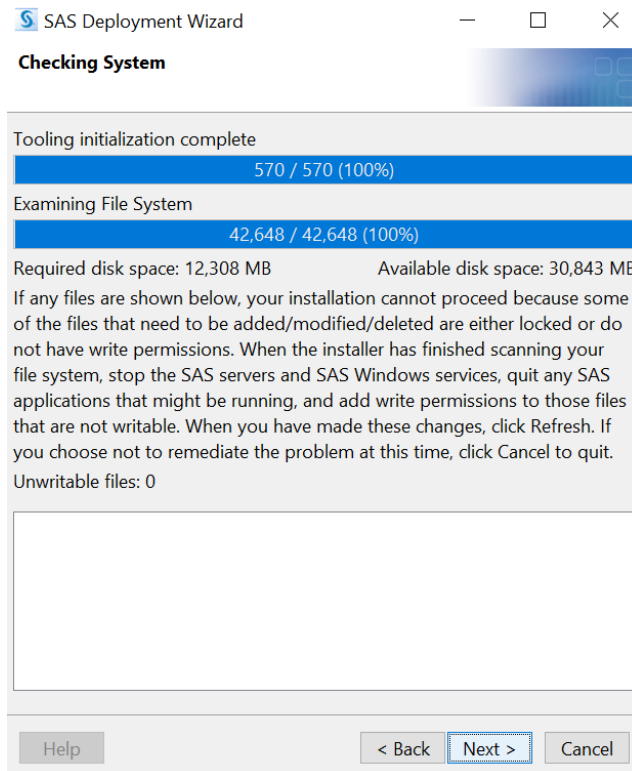 SAS Deployment Wizard
Checking System
Tooling initialization complete
570 / 570 (100%)
Examining File System
42,648 / 42,648 (100%)
Required disk space: 12,308 MB Available disk space: 30,843 MB
If any files are shown below, your installation cannot proceed because some
of the files that need to be added/modified/deleted are either locked or do
not have write permissions. When the installer has finished scanning your
file system, stop the SAS servers and SAS Windows services, quit any SAS
applications that might be running, and add write permissions to those files
that are not writable. When you have made these changes, click Refresh. If
you choose not to remediate the problem at this time, click Cancel to quit.
Unwritable files: 0
Help < Back Next > Cancel